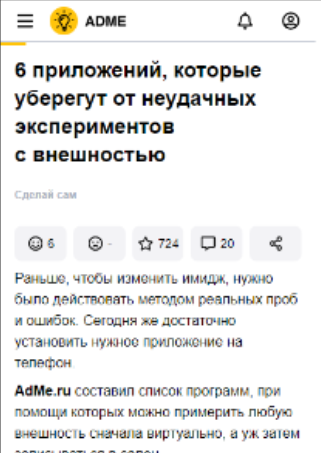 ADME
6 приложений, которые
уберегут от неудачных
экспериментов
с внешностью
Сделай сам
6 - 724 20
Раньше, чтобы изменить имидж, нужно
было действовать методом реальных проб
и ошибок. Сегодня же достаточно
установить нужное приложение на
телефон.
AdMe.ru составил список программ, при
помощи которых можно примерить любую
внешность сначала виртуально, а уж затем
записываться в салон.